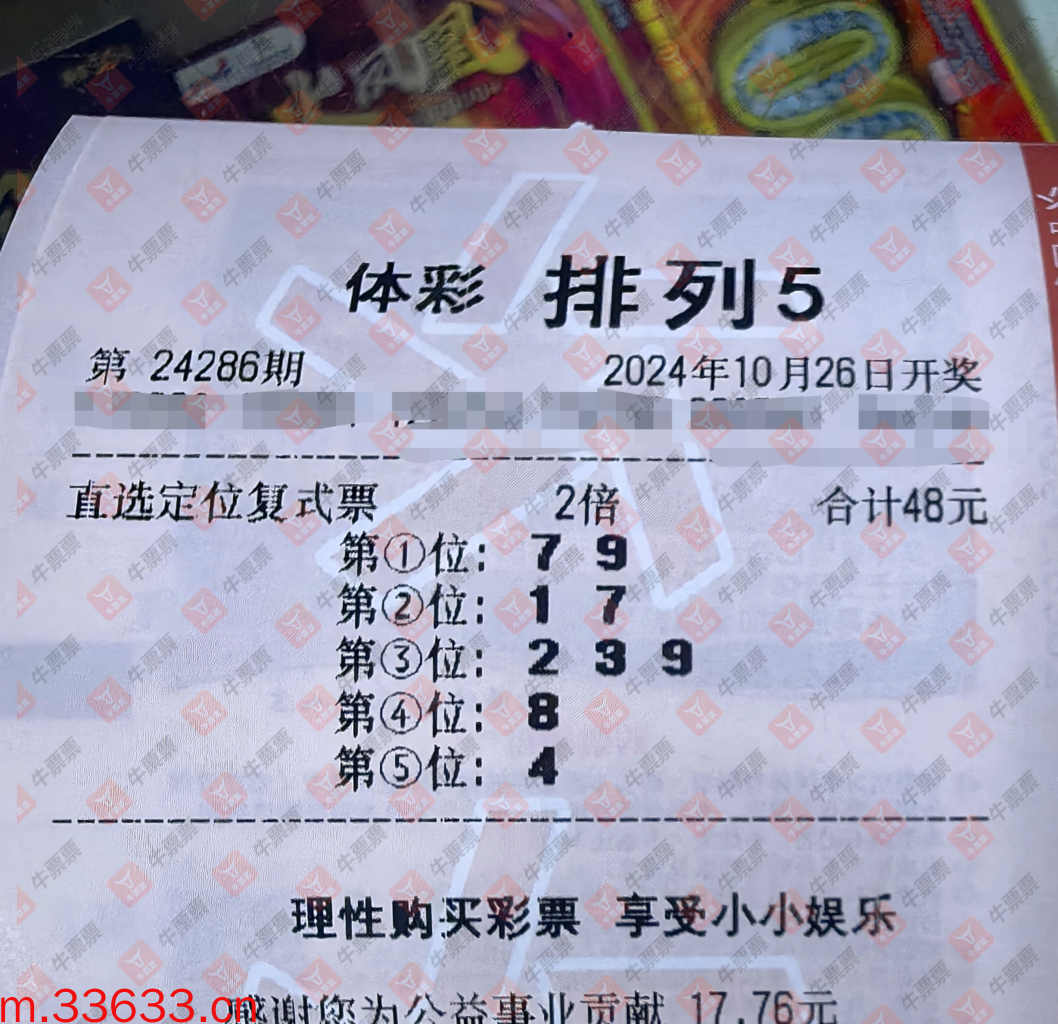 体彩 排列5
第 24286期 2024年10月26日开奖
直选定位复式票 2倍 合计48元
第①位: 7 9
第②位: 1 7
第③位: 2 3 9
第④位: 8
第⑤位: 4
理性购买彩票 享受小小娱乐
感谢您为公益事业贡献 17.76元
m.33633.cn
牛票票